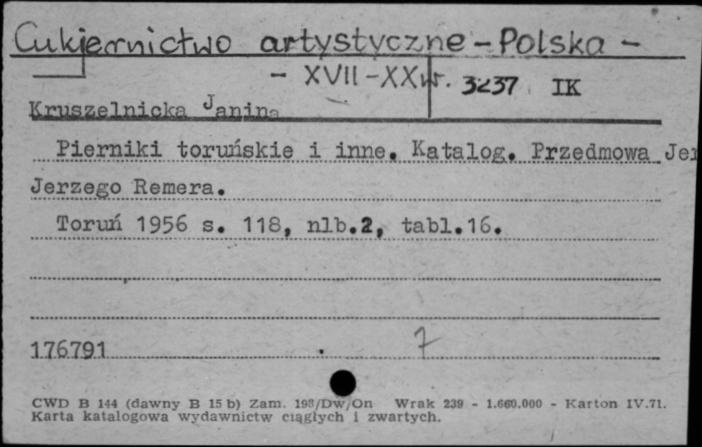 Cukiernictwo artystyczne - Polska -
- XVII - XX w. 3237 IK
Kruszelnicka Janina
Pierniki toruńskie i inne. Katalog. Przedmowa Jer
Jerzego Remera.
Toruń 1956 s. 118, nlb.2, tabl.16.
176791 7
CWD B 144 (dawny B 15 b) Zam. 198/Dw/On Wrak 239 - 1.660.000 - Karton IV.71.
Karta katalogowa wydawnictw ciągłych i zwartych.